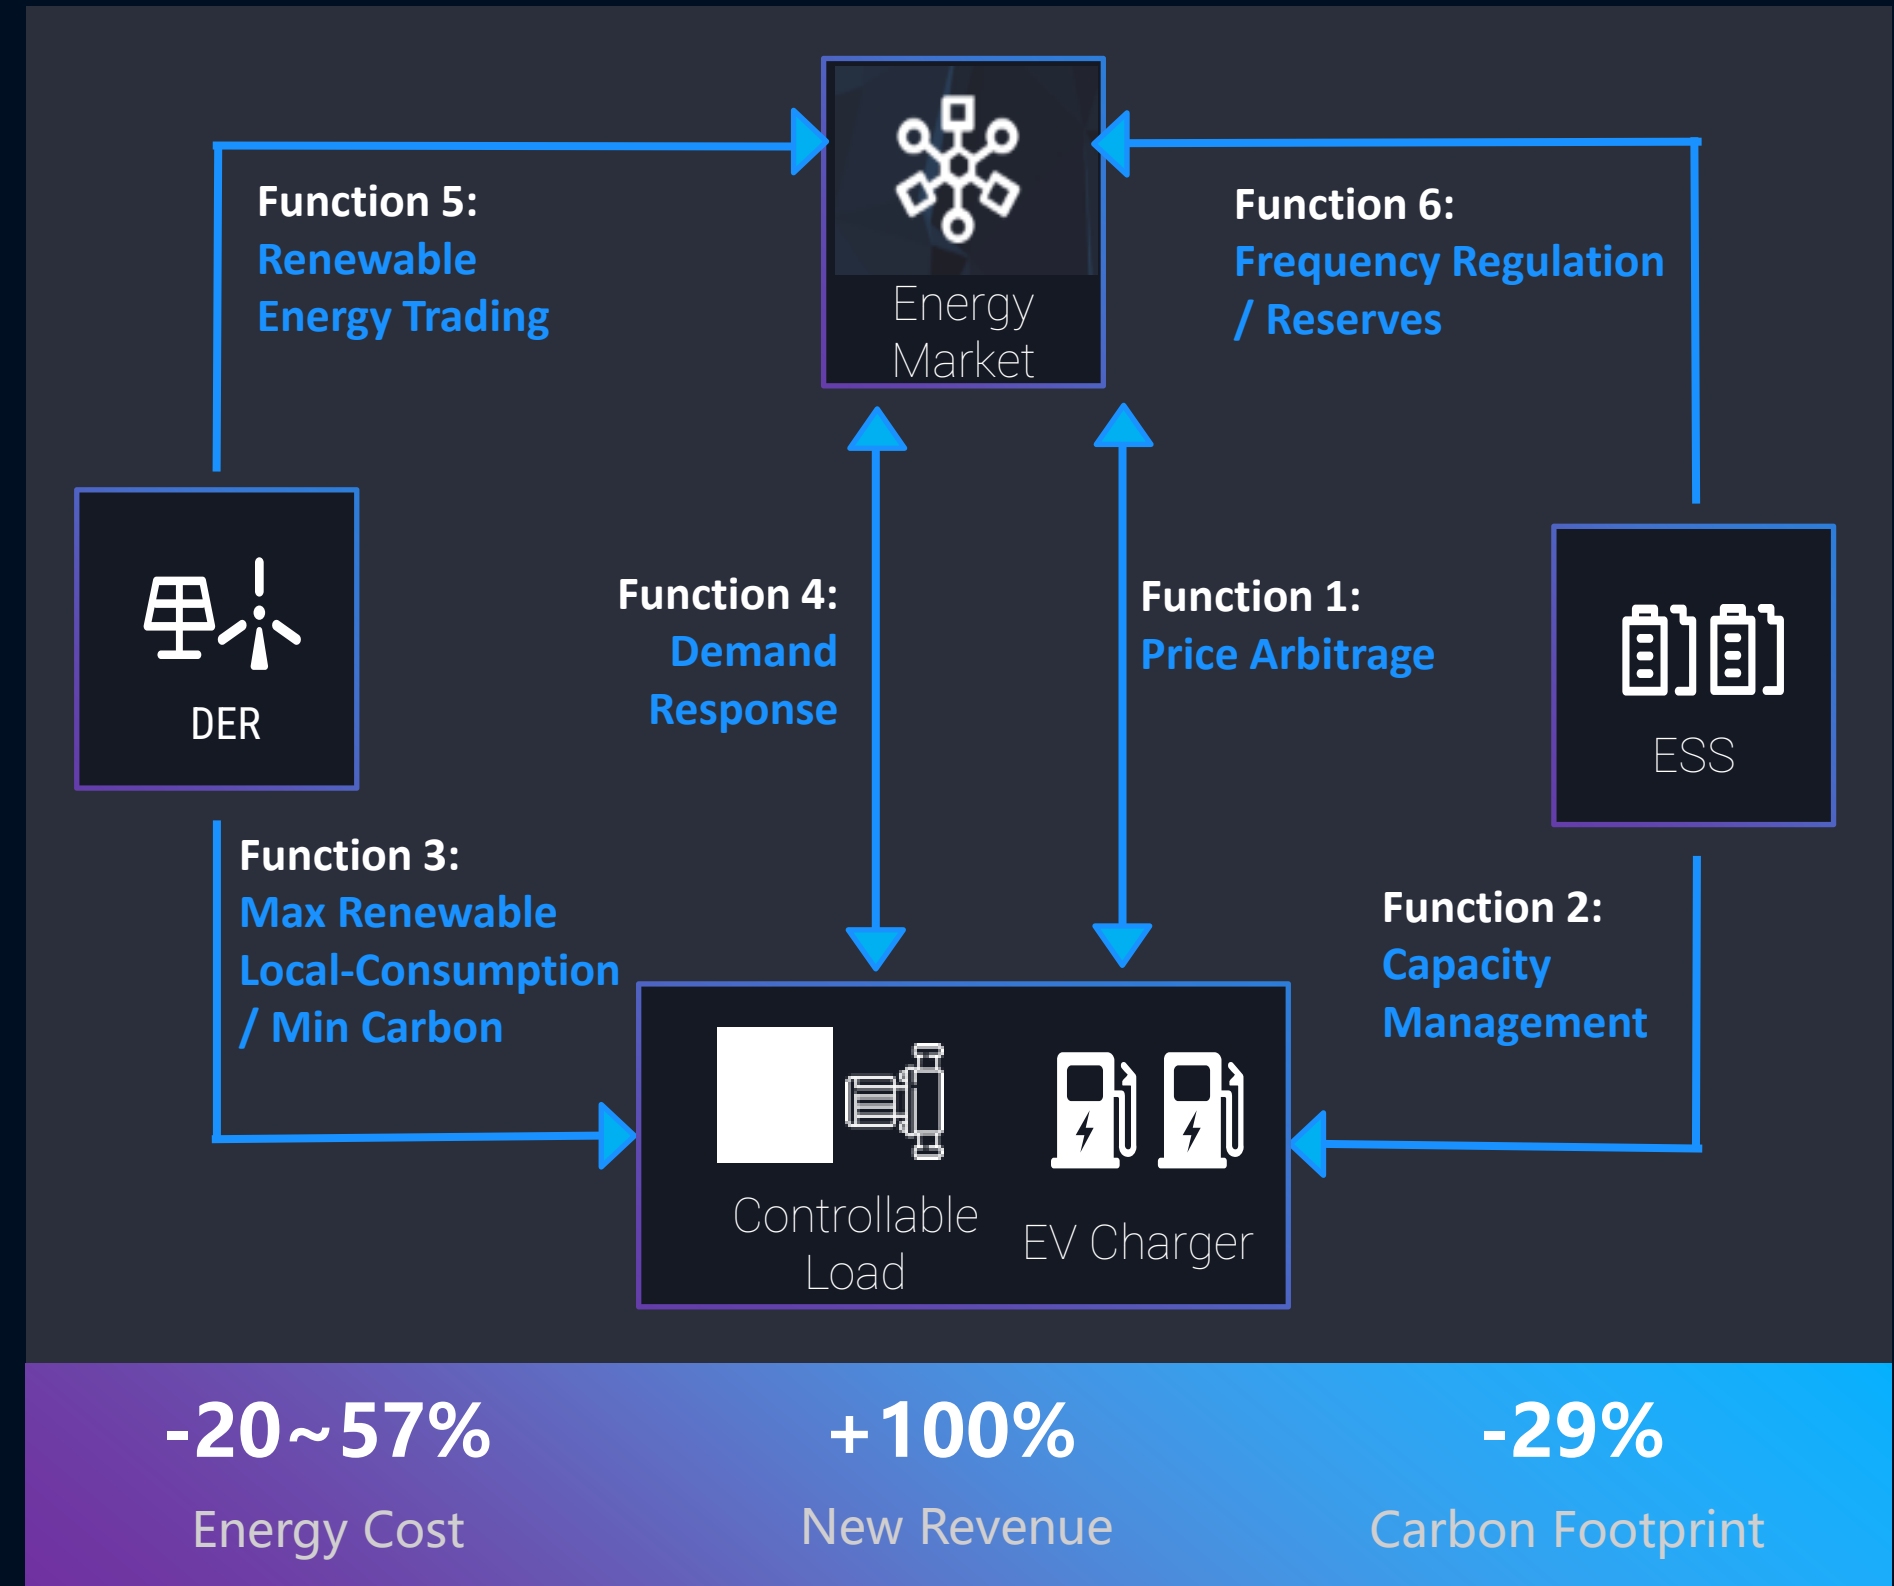 Energy
Market
Function 5:
Renewable
Energy Trading
Function 6:
Frequency Regulation
/ Reserves
DER
Function 4:
Demand
Response
Function 1:
Price Arbitrage
ESS
Function 3:
Max Renewable
Local-Consumption
/ Min Carbon
Function 2:
Capacity
Management
Controllable
Load
EV Charger
-20~57%
Energy Cost
+100%
New Revenue
-29%
Carbon Footprint